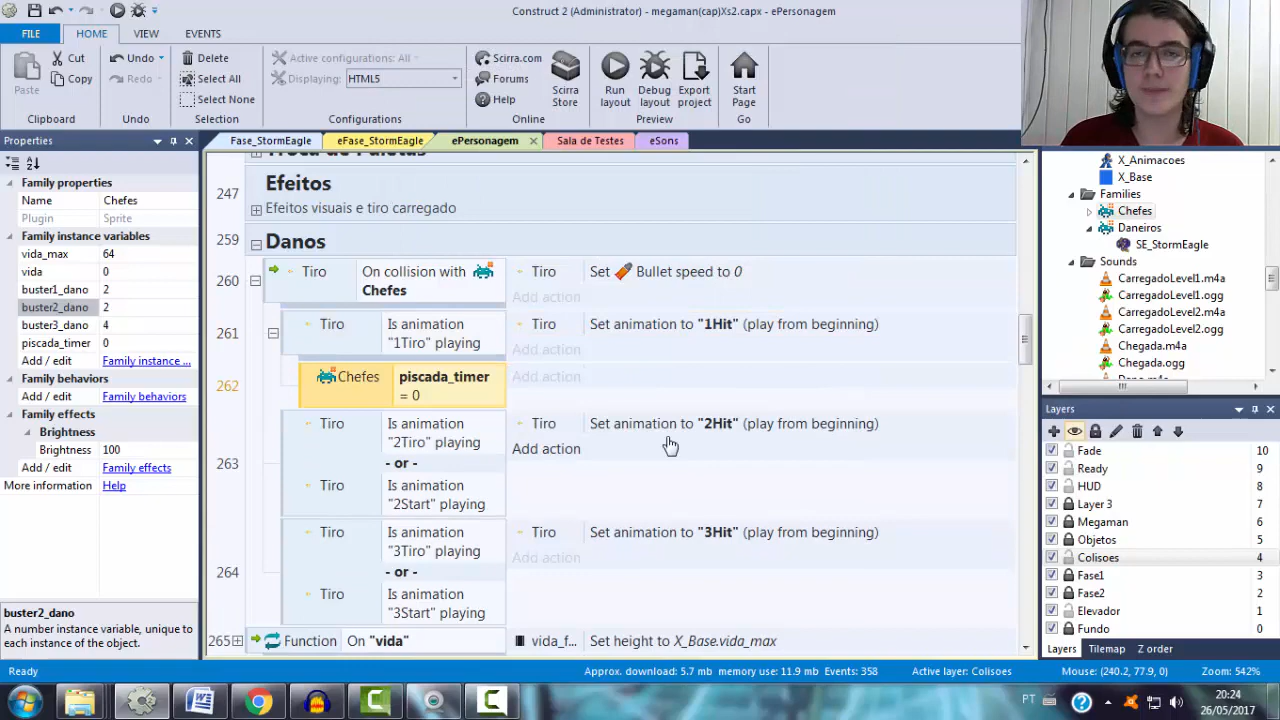 Construct 2 (Administrator) - megaman(cap)Xs2.capx - ePersonagem
FILE HOME VIEW EVENTS
Paste
Cut
Copy
Clipboard
Undo
Redo
Undo
Delete
Select All
Select None
Selection
Active configurations: All
Displaying: HTML5
Configurations
Scirra.com
Forums
Help
Scirra Store
Online
Run layout
Debug layout
Export project
Preview
Start Page
Go
Properties
Fase_StormEagle eFase_StormEagle ePersonagem Sala de Testes eSons
Family properties
Name Chefes
Plugin Sprite
Family instance variables
vida_max 64
vida 0
buster1_dano 2
buster2_dano 2
buster3_dano 4
piscada_timer 0
Add / edit Family instance ...
Family behaviors
Add / edit Family behaviors
Family effects
Brightness
Brightness 100
Add / edit Family effects
More information Help
buster2_dano
A number instance variable, unique to
each instance of the object.
Troca de Paletas
247 Efeitos
Efeitos visuais e tiro carregado
259 Danos
260 Tiro On collision with Chefes Tiro Set Bullet speed to 0
Add action
261 Tiro Is animation "1Tiro" playing Tiro Set animation to "1Hit" (play from beginning)
Add action
262 Chefes piscada_timer = 0 Add action
263 Tiro Is animation "2Tiro" playing Tiro Set animation to "2Hit" (play from beginning)
Add action
- or -
Tiro Is animation "2Start" playing
264 Tiro Is animation "3Tiro" playing Tiro Set animation to "3Hit" (play from beginning)
Add action
- or -
Tiro Is animation "3Start" playing
265 Function On "vida" vida_f... Set height to X_Base.vida_max
X_Animacoes
X_Base
Families
Chefes
Daneiros
SE_StormEagle
Sounds
CarregadoLevel1.m4a
CarregadoLevel1.ogg
CarregadoLevel2.m4a
CarregadoLevel2.ogg
Chegada.m4a
Chegada.ogg
Layers
Fade 10
Ready 9
HUD 8
Layer 3 7
Megaman 6
Objetos 5
Colisoes 4
Fase1 3
Fase2 2
Elevador 1
Fundo 0
Layers Tilemap Z order
Ready Approx. download: 5.7 mb memory use: 11.9 mb Events: 358 Active layer: Colisoes Mouse: (240.2, 77.9, 0) Zoom: 542%
PT
20:24
26/05/2017